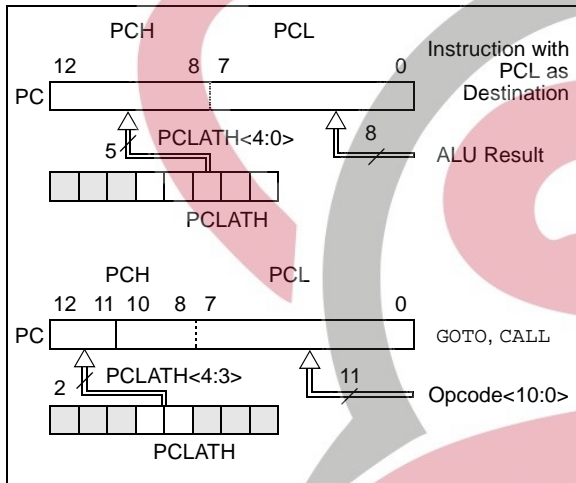 PCH PCL
12 8 7 0
Instruction with
PCL as
Destination
PC
5 PCLATH<4:0> 8
ALU Result
PCLATH
PCH PCL
12 11 10 8 7 0
PC GOTO, CALL
2 PCLATH<4:3> 11
Opcode<10:0>
PCLATH